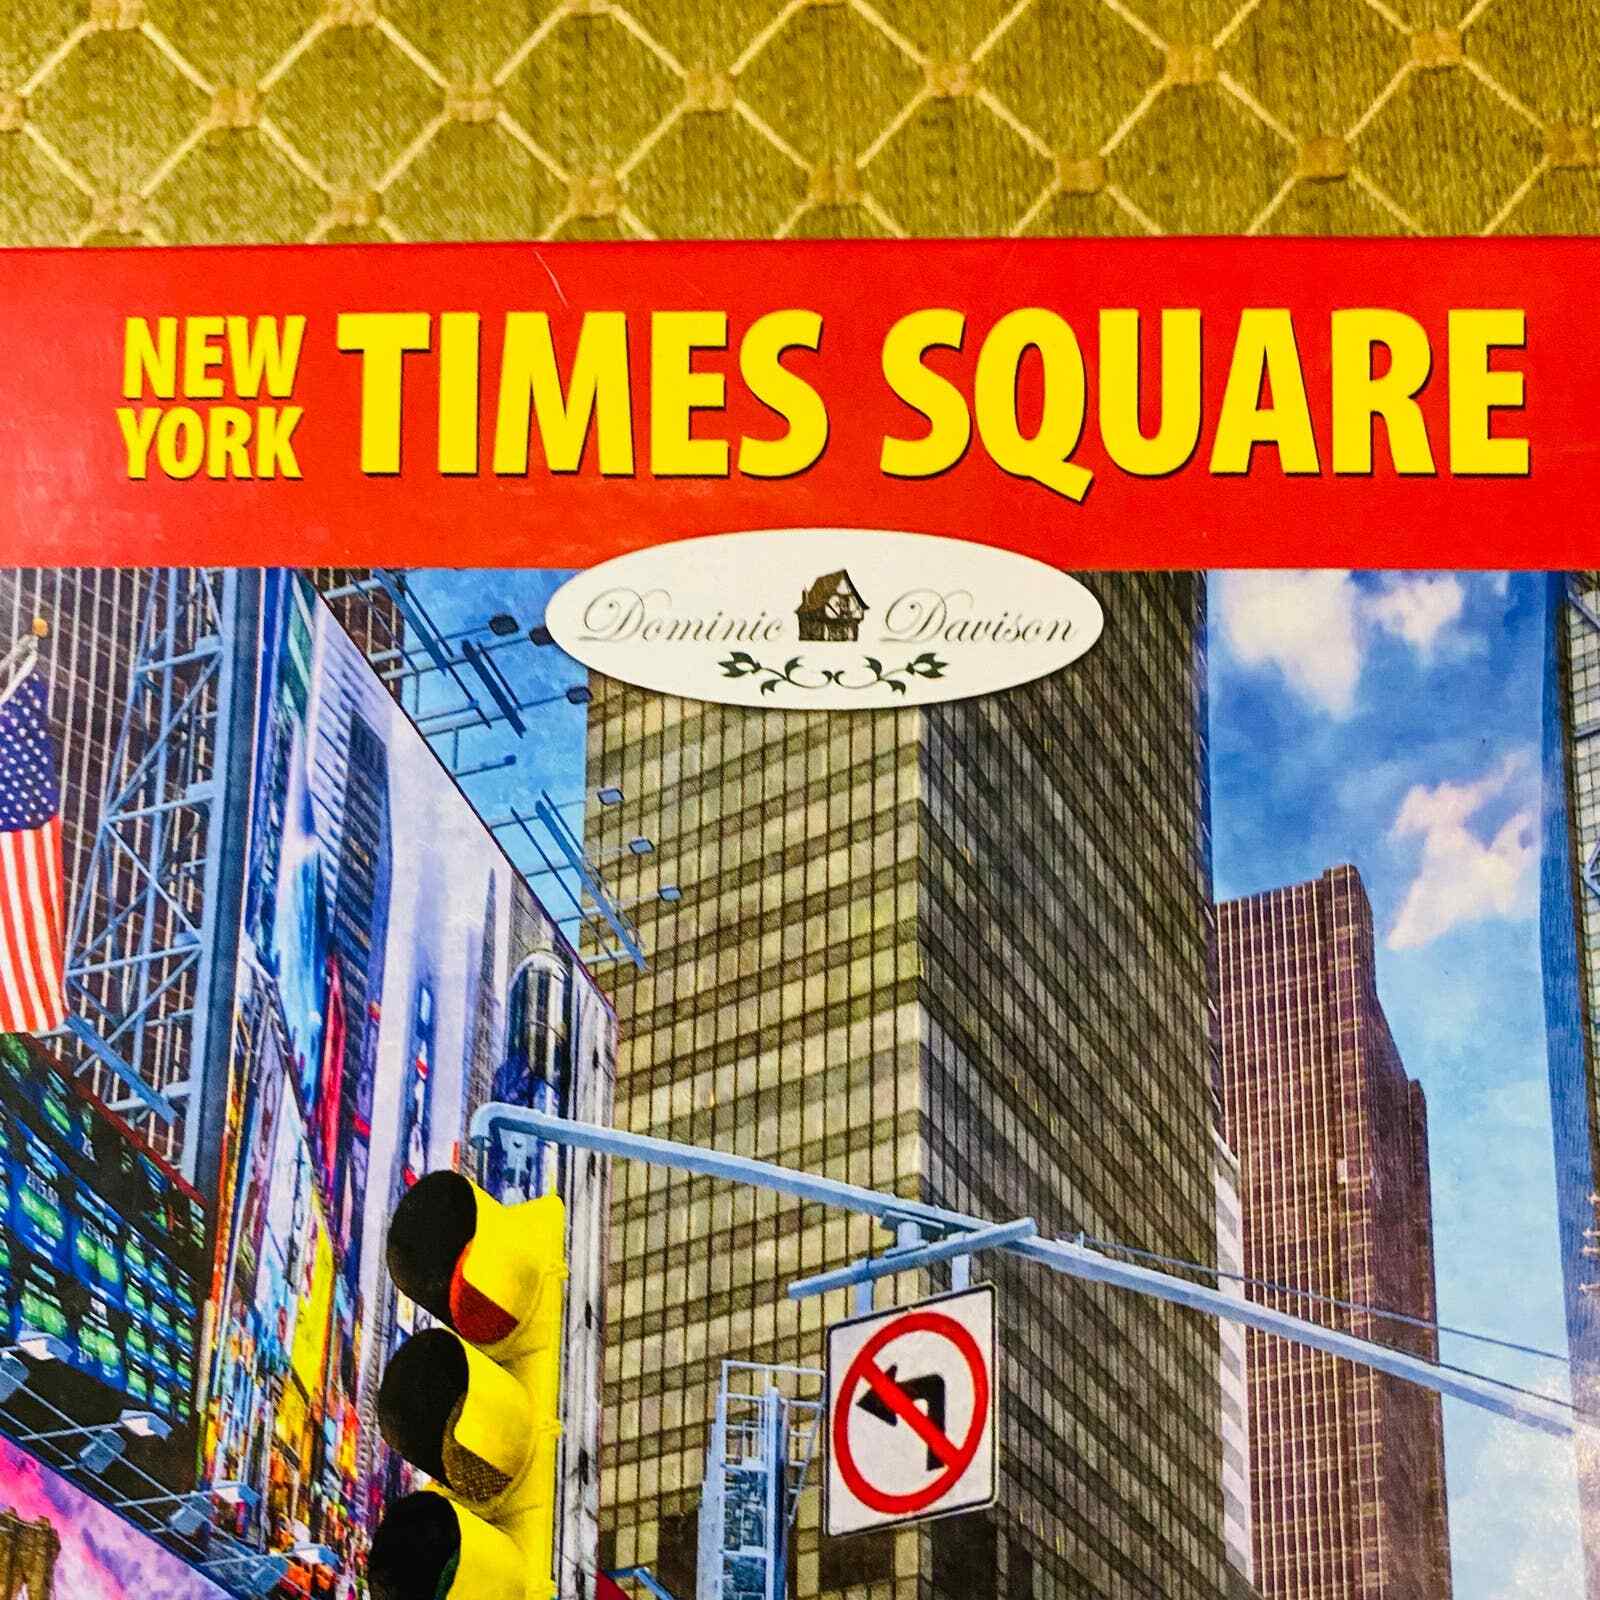 NEW
YORK
TIMES SQUARE
Dominic Davison